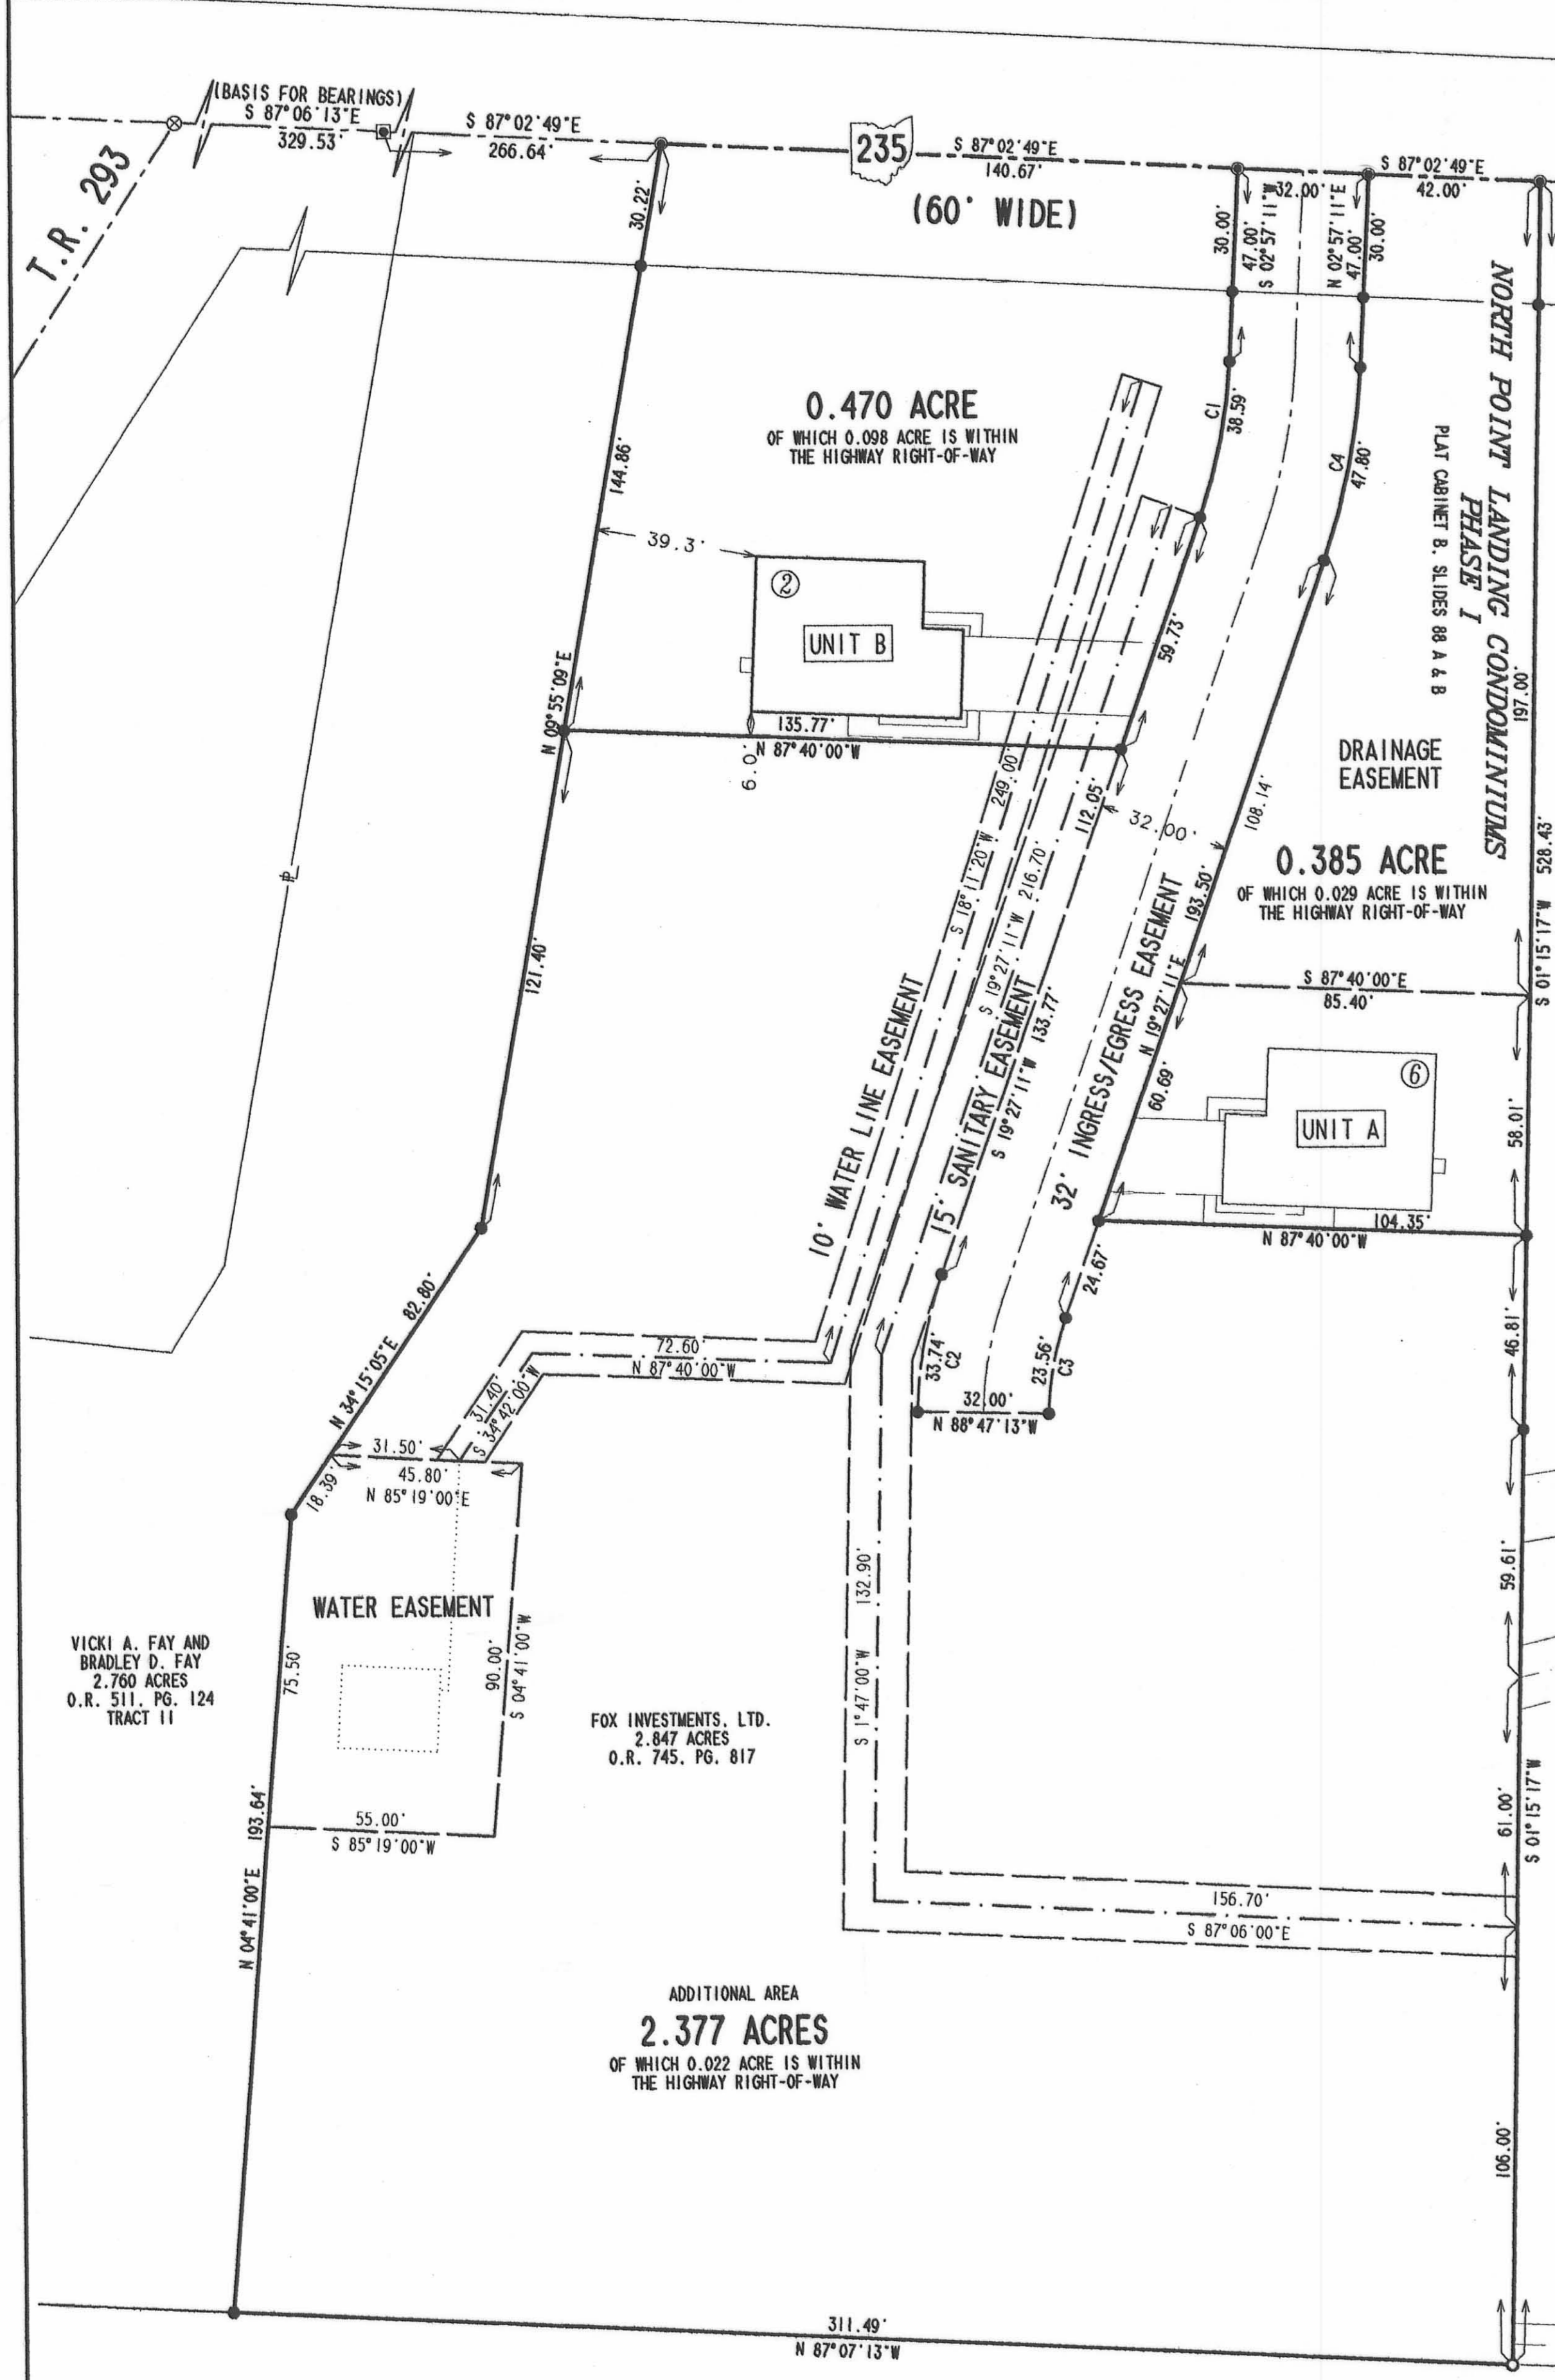 (BASIS FOR BEARINGS)
S 87°06'13"E
329.53'
S 87°02'49"E
266.64'
235
S 87°02'49"E
140.67'
S 87°02'49"E
32.00'
42.00'
(60' WIDE)
T.R. 293
30.22'
30.00'
47.00'
S 02°57'11"W
N 02°57'11"E
47.00'
30.00'
NORTH POINT LANDING CONDOMINIUMS
PHASE I
PLAT CABINET B, SLIDES 88 A & B
0.470 ACRE
OF WHICH 0.098 ACRE IS WITHIN
THE HIGHWAY RIGHT-OF-WAY
C1
38.59'
C4
47.80'
144.86'
39.3'
2
UNIT B
59.73'
197.00'
N 09°55'09"E
135.77'
N 87°40'00"W
6.0'
DRAINAGE
EASEMENT
249.00'
S 18°11'20"W
112.05'
32.00'
108.14'
0.385 ACRE
OF WHICH 0.029 ACRE IS WITHIN
THE HIGHWAY RIGHT-OF-WAY
528.43'
S 01°15'17"W
216.70'
S 19°27'11"W
193.50'
N 19°27'11"E
121.40'
P
S 87°40'00"E
85.40'
10' WATER LINE EASEMENT
15' SANITARY EASEMENT
S 19°27'11"W 133.77'
32' INGRESS/EGRESS EASEMENT
60.69'
6
UNIT A
58.01'
104.35'
N 87°40'00"W
24.67'
46.81'
N 34°15'05"E 82.80'
72.60'
N 87°40'00"W
31.40'
S 34°42'00"W
33.74'
C2
23.56'
C3
32.00'
N 88°47'13"W
31.50'
45.80'
N 85°19'00"E
18.39'
59.61'
132.90'
S 1°47'00"W
WATER EASEMENT
75.50'
90.00'
S 04°41'00"W
VICKI A. FAY AND
BRADLEY D. FAY
2.760 ACRES
O.R. 511, PG. 124
TRACT II
FOX INVESTMENTS, LTD.
2.847 ACRES
O.R. 745, PG. 817
61.00'
S 01°15'17"W
55.00'
S 85°19'00"W
N 04°41'00"E 193.64'
156.70'
S 87°06'00"E
ADDITIONAL AREA
2.377 ACRES
OF WHICH 0.022 ACRE IS WITHIN
THE HIGHWAY RIGHT-OF-WAY
106.00'
311.49'
N 87°07'13"W